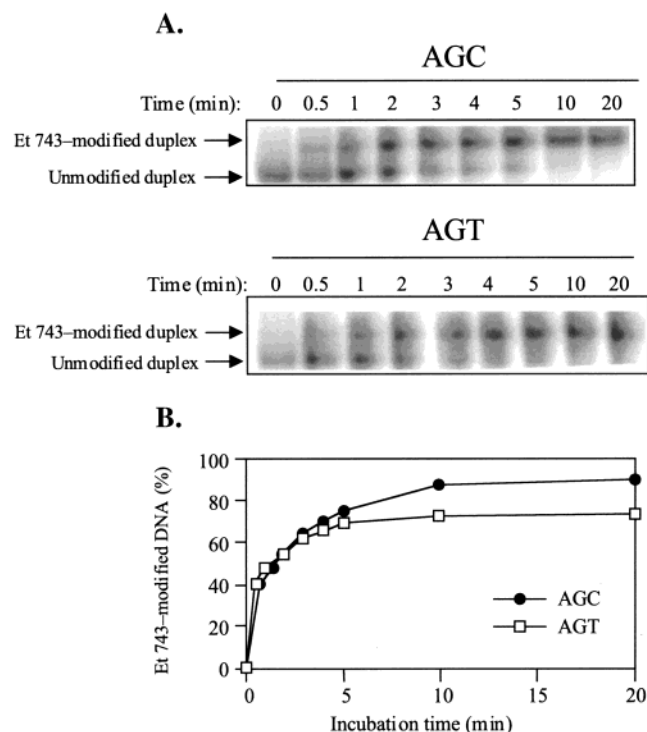 A.
AGC
Time (min): 0 0.5 1 2 3 4 5 10 20
Et 743–modified duplex
Unmodified duplex
AGT
Time (min): 0 0.5 1 2 3 4 5 10 20
Et 743–modified duplex
Unmodified duplex
B.
Et 743–modified DNA (%)
100
80
60
40
20
0
AGC
AGT
0 5 10 15 20
Incubation time (min)